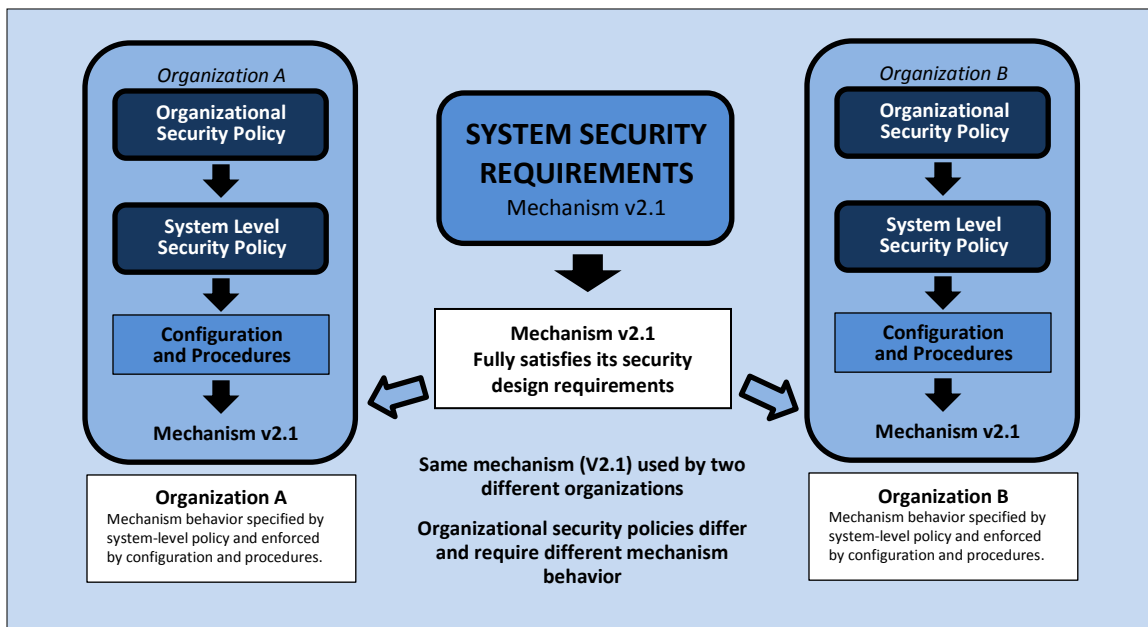 Organization A
Organizational
Security Policy
System Level
Security Policy
Configuration
and Procedures
Mechanism v2.1
Organization A
Mechanism behavior specified by
system-level policy and enforced
by configuration and procedures.
SYSTEM SECURITY
REQUIREMENTS
Mechanism v2.1
Mechanism v2.1
Fully satisfies its security
design requirements
Same mechanism (V2.1) used by two
different organizations
Organizational security policies differ
and require different mechanism
behavior
Organization B
Organizational
Security Policy
System Level
Security Policy
Configuration
and Procedures
Mechanism v2.1
Organization B
Mechanism behavior specified by
system-level policy and enforced
by configuration and procedures.